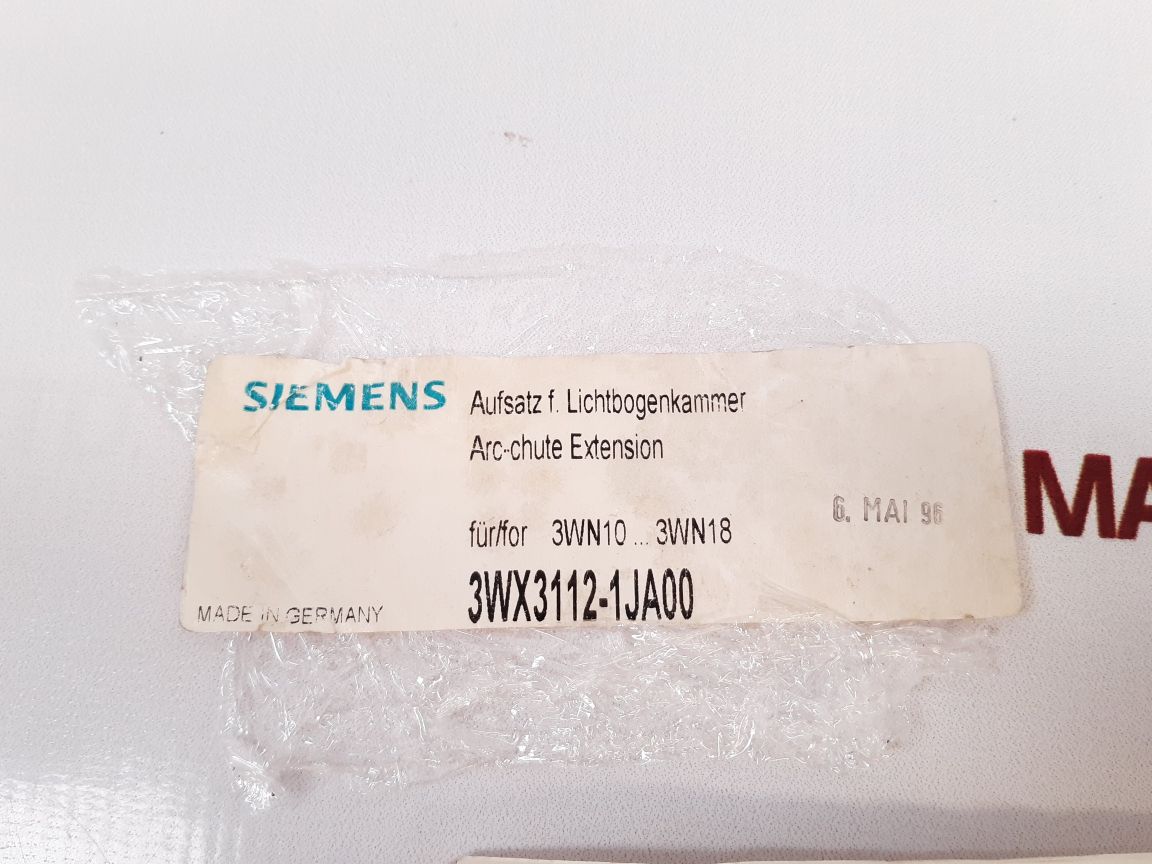 SIEMENS
Aufsatz f. Lichtbogenkammer
Arc-chute Extension
für/for 3WN10 ... 3WN18
6. MAI 96
3WX3112-1JA00
MADE IN GERMANY
MA